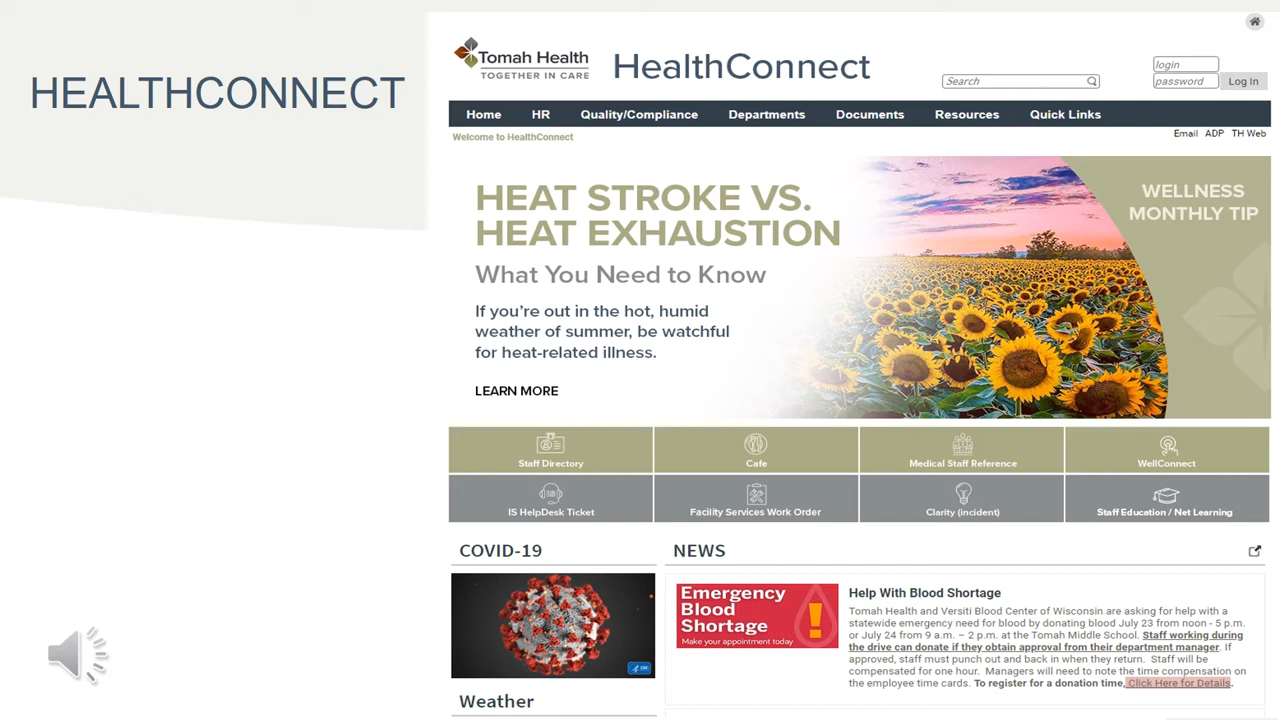 HEALTHCONNECT
Tomah Health
TOGETHER IN CARE
HealthConnect
Search
login
password
Log In
Home HR Quality/Compliance Departments Documents Resources Quick Links
Welcome to HealthConnect
Email ADP TH Web
HEAT STROKE VS.
HEAT EXHAUSTION
What You Need to Know
If you're out in the hot, humid
weather of summer, be watchful
for heat-related illness.
LEARN MORE
WELLNESS
MONTHLY TIP
Staff Directory
Cafe
Medical Staff Reference
WellConnect
IS
IS HelpDesk Ticket
Facility Services Work Order
Clarity (incident)
Staff Education / Net Learning
COVID-19
CDC
Weather
NEWS
Emergency
Blood
Shortage
Make your appointment today
Help With Blood Shortage
Tomah Health and Versiti Blood Center of Wisconsin are asking for help with a
statewide emergency need for blood by donating blood July 23 from noon - 5 p.m.
or July 24 from 9 a.m. – 2 p.m. at the Tomah Middle School. Staff working during
the drive can donate if they obtain approval from their department manager. If
approved, staff must punch out and back in when they return. Staff will be
compensated for one hour. Managers will need to note the time compensation on
the employee time cards. To register for a donation time, Click Here for Details.